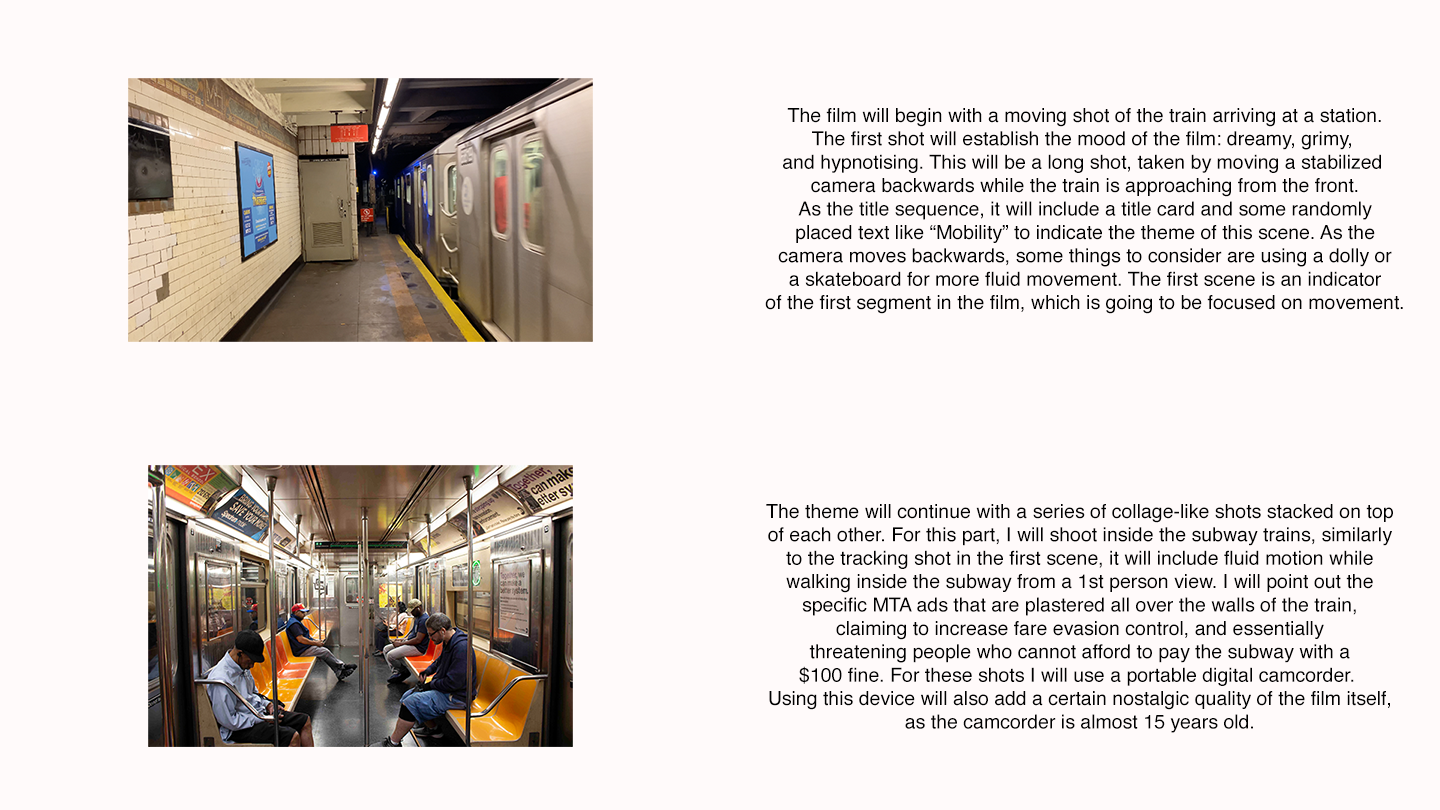 The film will begin with a moving shot of the train arriving at a station.
The first shot will establish the mood of the film: dreamy, grimy,
and hypnotising. This will be a long shot, taken by moving a stabilized
camera backwards while the train is approaching from the front.
As the title sequence, it will include a title card and some randomly
placed text like “Mobility” to indicate the theme of this scene. As the
camera moves backwards, some things to consider are using a dolly or
a skateboard for more fluid movement. The first scene is an indicator
of the first segment in the film, which is going to be focused on movement.
Together,
can make
etter sy
The theme will continue with a series of collage-like shots stacked on top
of each other. For this part, I will shoot inside the subway trains, similarly
to the tracking shot in the first scene, it will include fluid motion while
walking inside the subway from a 1st person view. I will point out the
specific MTA ads that are plastered all over the walls of the train,
claiming to increase fare evasion control, and essentially
threatening people who cannot afford to pay the subway with a
$100 fine. For these shots I will use a portable digital camcorder.
Using this device will also add a certain nostalgic quality of the film itself,
as the camcorder is almost 15 years old.